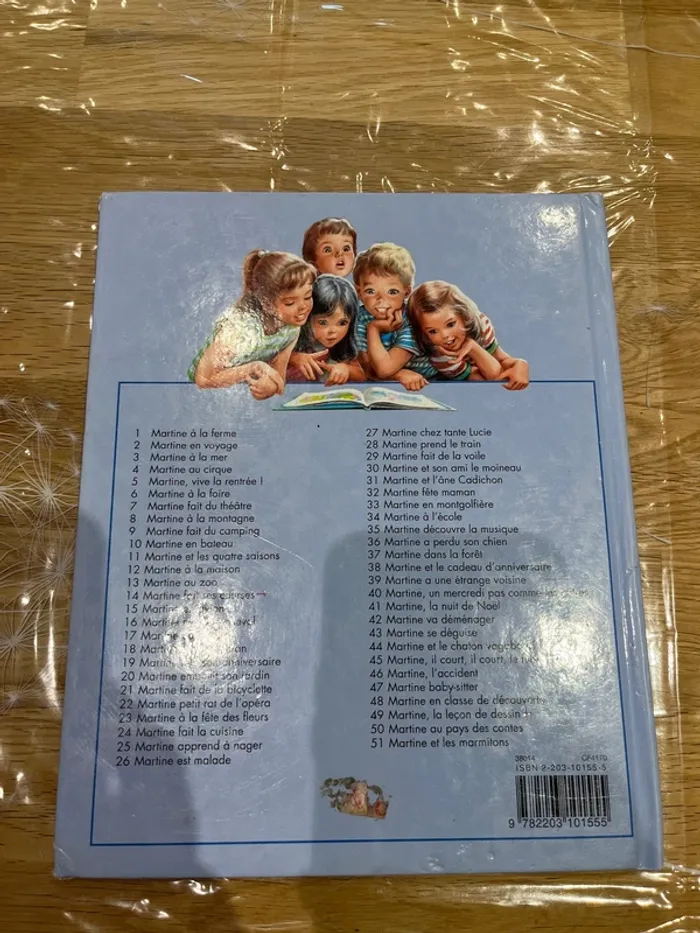 1 Martine à la ferme
2 Martine en voyage
3 Martine à la mer
4 Martine au cirque
5 Martine, vive la rentrée !
6 Martine à la foire
7 Martine fait du théâtre
8 Martine à la montagne
9 Martine fait du camping
10 Martine en bateau
11 Martine et les quatre saisons
12 Martine à la maison
13 Martine au zoo
14 Martine fait ses courses
15 Martine
16 Martine
17
18
19 anniversaire
20 Martine embellit son jardin
21 Martine fait de la bicyclette
22 Martine petit rat de l'opéra
23 Martine à la fête des fleurs
24 Martine fait la cuisine
25 Martine apprend à nager
26 Martine est malade
27 Martine chez tante Lucie
28 Martine prend le train
29 Martine fait de la voile
30 Martine et son ami le moineau
31 Martine et l'âne Cadichon
32 Martine fête maman
33 Martine en montgolfière
34 Martine à l'école
35 Martine découvre la musique
36 Martine a perdu son chien
37 Martine dans la forêt
38 Martine et le cadeau d'anniversaire
39 Martine a une étrange voisine
40 Martine, un mercredi pas comme les
41 Martine, la nuit de Noël
42 Martine va déménager
43 Martine se déguise
44 Martine et le chaton vagabond
45 Martine, il court, il court, le
46 Martine, l'accident
47 Martine baby-sitter
48 Martine en classe de découverte
49 Martine, la leçon de dessin
50 Martine au pays des contes
51 Martine et les marmitons
38014 CF4170
ISBN 2-203-10155-5
9 782203 101555